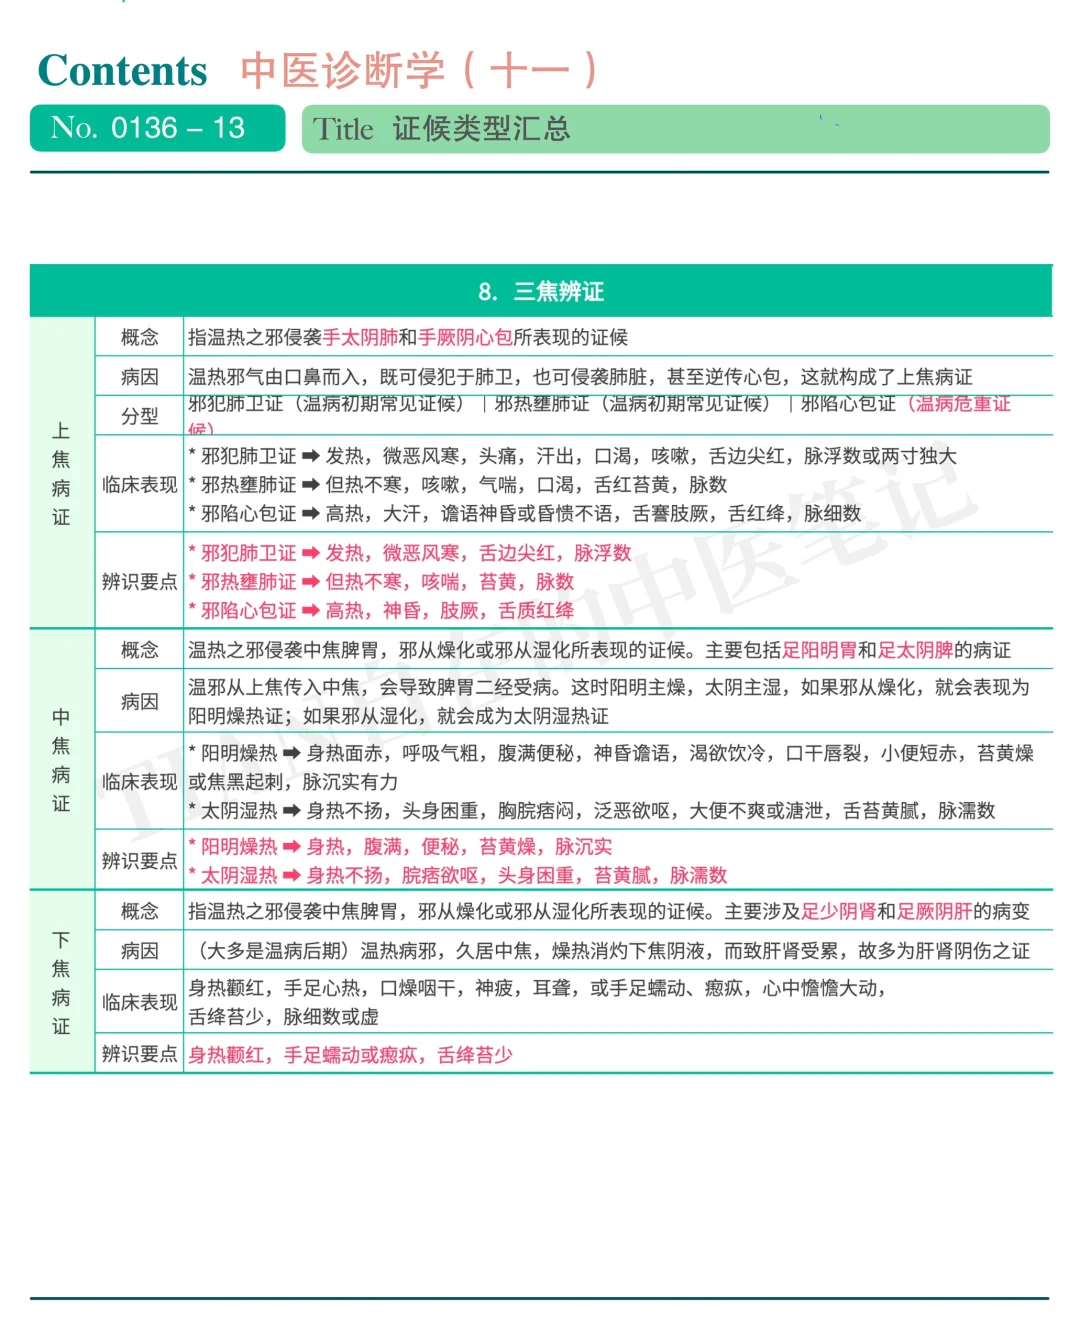 Contents 中医诊断学（十一）
No. 0136 – 13
Title 证候类型汇总
8. 三焦辨证
上焦病证
概念
指温热之邪侵袭手太阴肺和手厥阴心包所表现的证候
病因
温热邪气由口鼻而入，既可侵犯于肺卫，也可侵袭肺脏，甚至逆传心包，这就构成了上焦病证
分型
邪犯肺卫证（温病初期常见证候）｜邪热壅肺证（温病初期常见证候）｜邪陷心包证（温病危重证
候）
临床表现
* 邪犯肺卫证 ➡ 发热，微恶风寒，头痛，汗出，口渴，咳嗽，舌边尖红，脉浮数或两寸独大
* 邪热壅肺证 ➡ 但热不寒，咳嗽，气喘，口渴，舌红苔黄，脉数
* 邪陷心包证 ➡ 高热，大汗，谵语神昏或昏愦不语，舌謇肢厥，舌红绛，脉细数
辨识要点
* 邪犯肺卫证 ➡ 发热，微恶风寒，舌边尖红，脉浮数
* 邪热壅肺证 ➡ 但热不寒，咳喘，苔黄，脉数
* 邪陷心包证 ➡ 高热，神昏，肢厥，舌质红绛
中焦病证
概念
温热之邪侵袭中焦脾胃，邪从燥化或邪从湿化所表现的证候。主要包括足阳明胃和足太阴脾的病证
病因
温邪从上焦传入中焦，会导致脾胃二经受病。这时阳明主燥，太阴主湿，如果邪从燥化，就会表现为
阳明燥热证；如果邪从湿化，就会成为太阴湿热证
临床表现
* 阳明燥热 ➡ 身热面赤，呼吸气粗，腹满便秘，神昏谵语，渴欲饮冷，口干唇裂，小便短赤，苔黄燥
或焦黑起刺，脉沉实有力
* 太阴湿热 ➡ 身热不扬，头身困重，胸脘痞闷，泛恶欲呕，大便不爽或溏泄，舌苔黄腻，脉濡数
辨识要点
* 阳明燥热 ➡ 身热，腹满，便秘，苔黄燥，脉沉实
* 太阴湿热 ➡ 身热不扬，脘痞欲呕，头身困重，苔黄腻，脉濡数
下焦病证
概念
指温热之邪侵袭中焦脾胃，邪从燥化或邪从湿化所表现的证候。主要涉及足少阴肾和足厥阴肝的病变
病因
（大多是温病后期）温热病邪，久居中焦，燥热消灼下焦阴液，而致肝肾受累，故多为肝肾阴伤之证
临床表现
身热颧红，手足心热，口燥咽干，神疲，耳聋，或手足蠕动、瘛疭，心中憺憺大动，
舌绛苔少，脉细数或虚
辨识要点
身热颧红，手足蠕动或瘛疭，舌绛苔少
TIAN自在的中医笔记